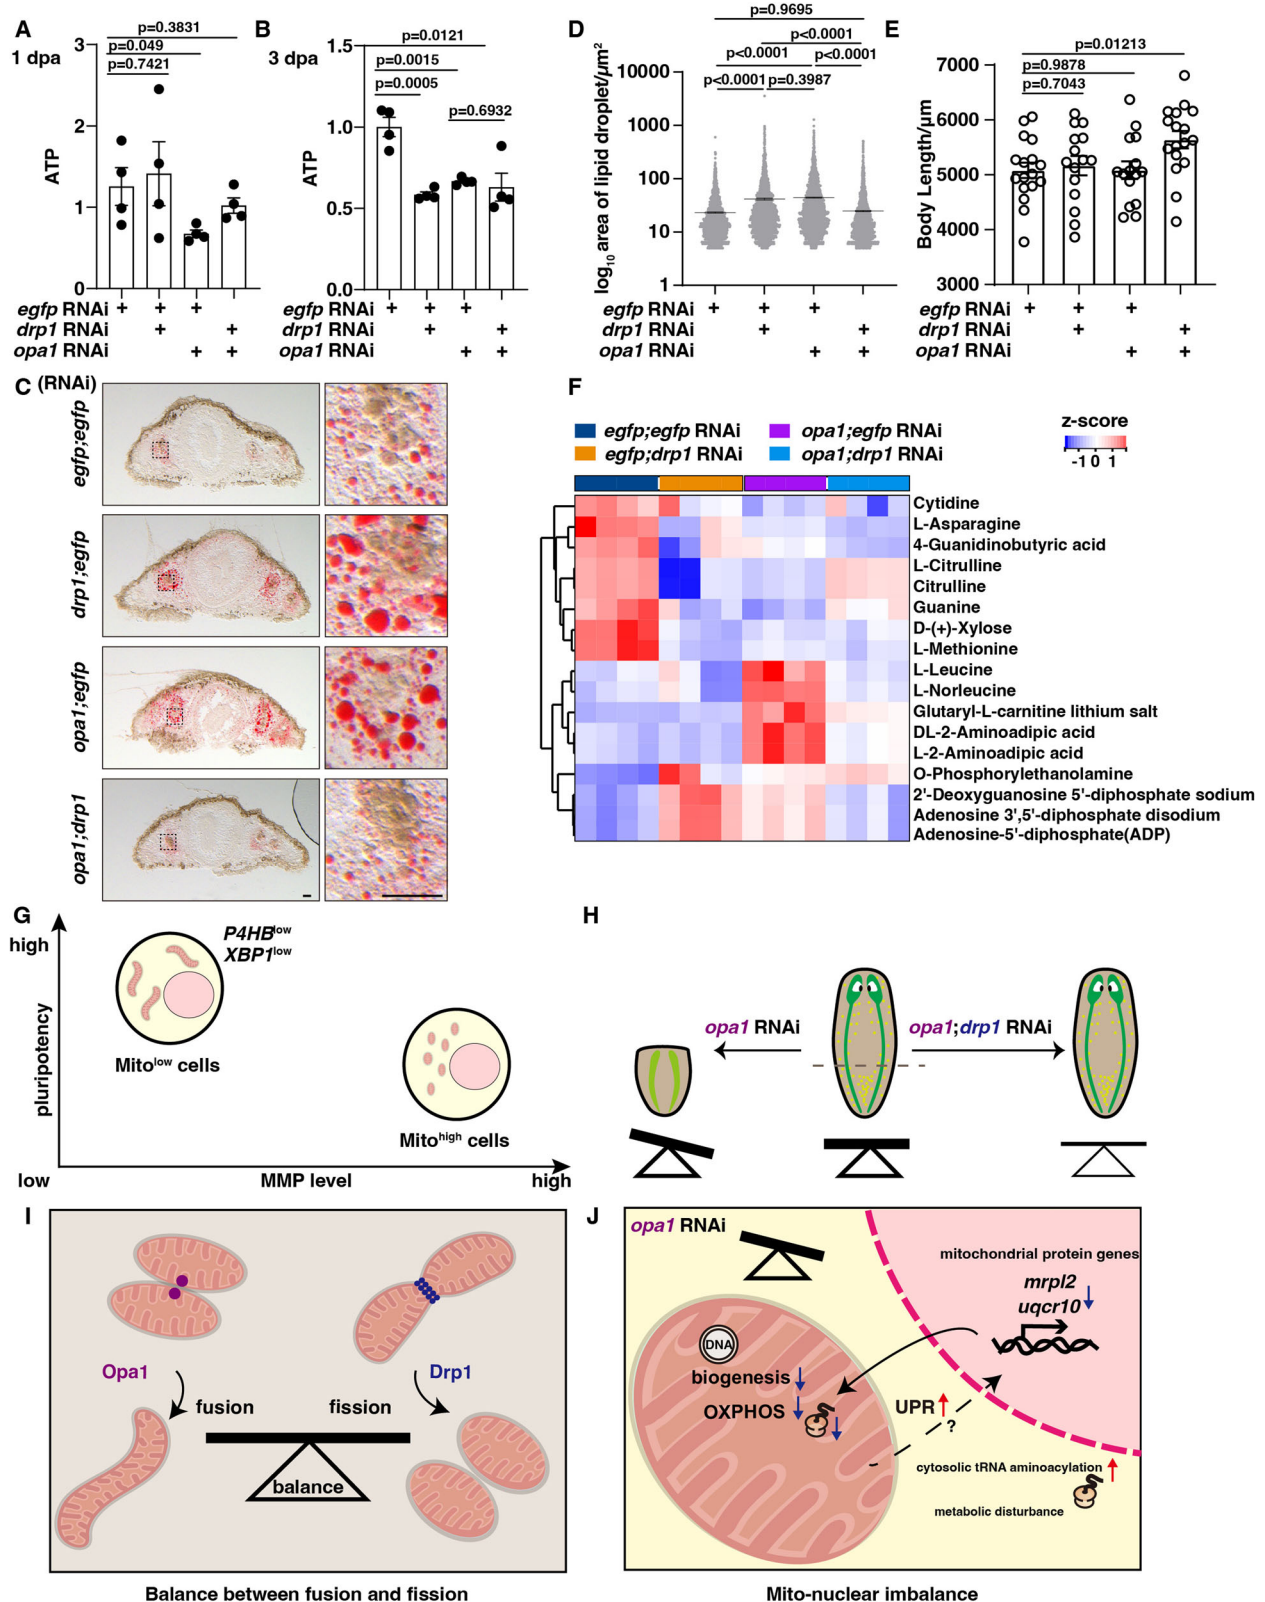 A
1 dpa
p=0.3831
p=0.049
p=0.7421
3
2
1
0
ATP
egfp RNAi + + +
drp1 RNAi + +
opa1 RNAi + +
B
3 dpa
p=0.0121
p=0.0015
p=0.0005
p=0.6932
1.5
1.0
0.5
0.0
ATP
egfp RNAi + + +
drp1 RNAi + +
opa1 RNAi + +
D
p=0.9695
p<0.0001
p<0.0001 p<0.0001
p<0.0001 p=0.3987
10000
1000
100
10
1
log10 area of lipid droplet/μm²
egfp RNAi + + +
drp1 RNAi + +
opa1 RNAi + +
E
p=0.01213
p=0.9878
p=0.7043
7000
6000
5000
4000
3000
Body Length/um
egfp RNAi + + +
drp1 RNAi + +
opa1 RNAi + +
C (RNAi)
egfp;egfp
drp1;egfp
opa1;egfp
opa1;drp1
F
egfp;egfp RNAi
opa1;egfp RNAi
egfp;drp1 RNAi
opa1;drp1 RNAi
z-score
-1 0 1
Cytidine
L-Asparagine
4-Guanidinobutyric acid
L-Citrulline
Citrulline
Guanine
D-(+)-Xylose
L-Methionine
L-Leucine
L-Norleucine
Glutaryl-L-carnitine lithium salt
DL-2-Aminoadipic acid
L-2-Aminoadipic acid
O-Phosphorylethanolamine
2'-Deoxyguanosine 5'-diphosphate sodium
Adenosine 3',5'-diphosphate disodium
Adenosine-5'-diphosphate(ADP)
G
high
pluripotency
low
MMP level
high
P4HBlow
XBP1low
Mitolow cells
Mitohigh cells
H
opa1 RNAi
opa1;drp1 RNAi
I
Opa1
Drp1
fusion
fission
balance
Balance between fusion and fission
J
opa1 RNAi
mitochondrial protein genes
mrpl2
uqcr10
DNA
biogenesis
OXPHOS
UPR
?
cytosolic tRNA aminoacylation
metabolic disturbance
Mito-nuclear imbalance